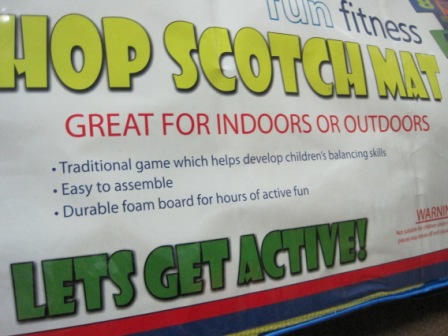 fun fitness
HOP SCOTCH MAT
GREAT FOR INDOORS OR OUTDOORS
• Traditional game which helps develop children's balancing skills
• Easy to assemble
• Durable foam board for hours of active fun
WARNIN
LETS GET ACTIVE!